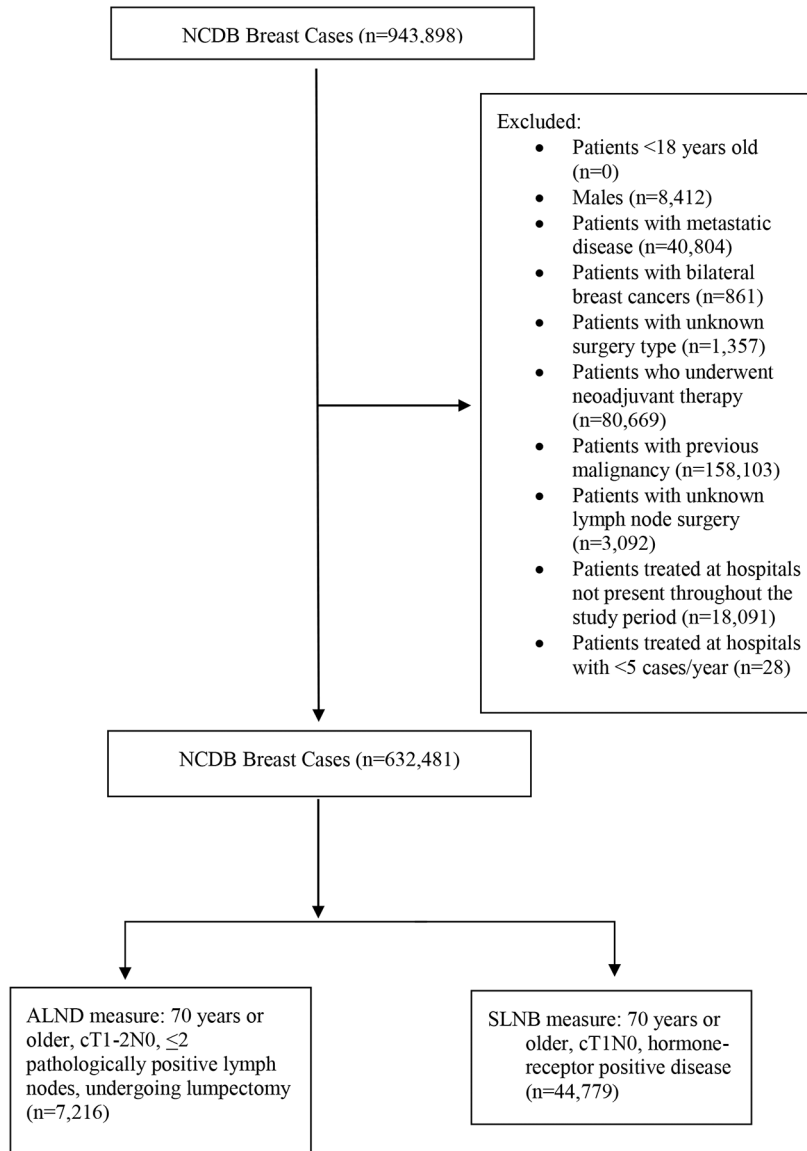 NCDB Breast Cases (n=943,898)
Excluded:
• Patients <18 years old
(n=0)
• Males (n=8,412)
• Patients with metastatic
disease (n=40,804)
• Patients with bilateral
breast cancers (n=861)
• Patients with unknown
surgery type (n=1,357)
• Patients who underwent
neoadjuvant therapy
(n=80,669)
• Patients with previous
malignancy (n=158,103)
• Patients with unknown
lymph node surgery
(n=3,092)
• Patients treated at hospitals
not present throughout the
study period (n=18,091)
• Patients treated at hospitals
with <5 cases/year (n=28)
NCDB Breast Cases (n=632,481)
ALND measure: 70 years or
older, cT1-2N0, ≤2
pathologically positive lymph
nodes, undergoing lumpectomy
(n=7,216)
SLNB measure: 70 years or
older, cT1N0, hormone-
receptor positive disease
(n=44,779)